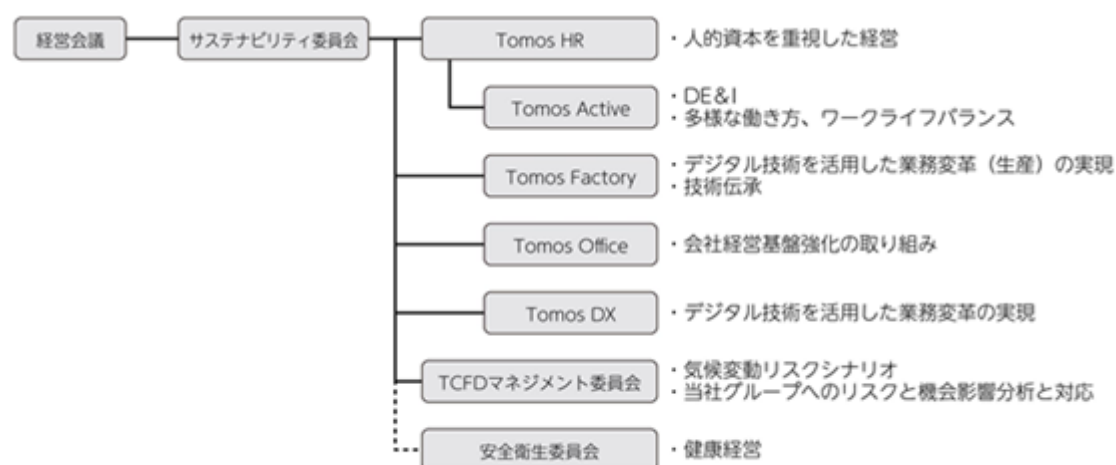 経営会議
サステナビリティ委員会
Tomos HR
・人的資本を重視した経営
Tomos Active
・DE&I
・多様な働き方、ワークライフバランス
Tomos Factory
・デジタル技術を活用した業務変革（生産）の実現
・技術伝承
Tomos Office
・会社経営基盤強化の取り組み
Tomos DX
・デジタル技術を活用した業務変革の実現
TCFDマネジメント委員会
・気候変動リスクシナリオ
・当社グループへのリスクと機会影響分析と対応
安全衛生委員会
・健康経営